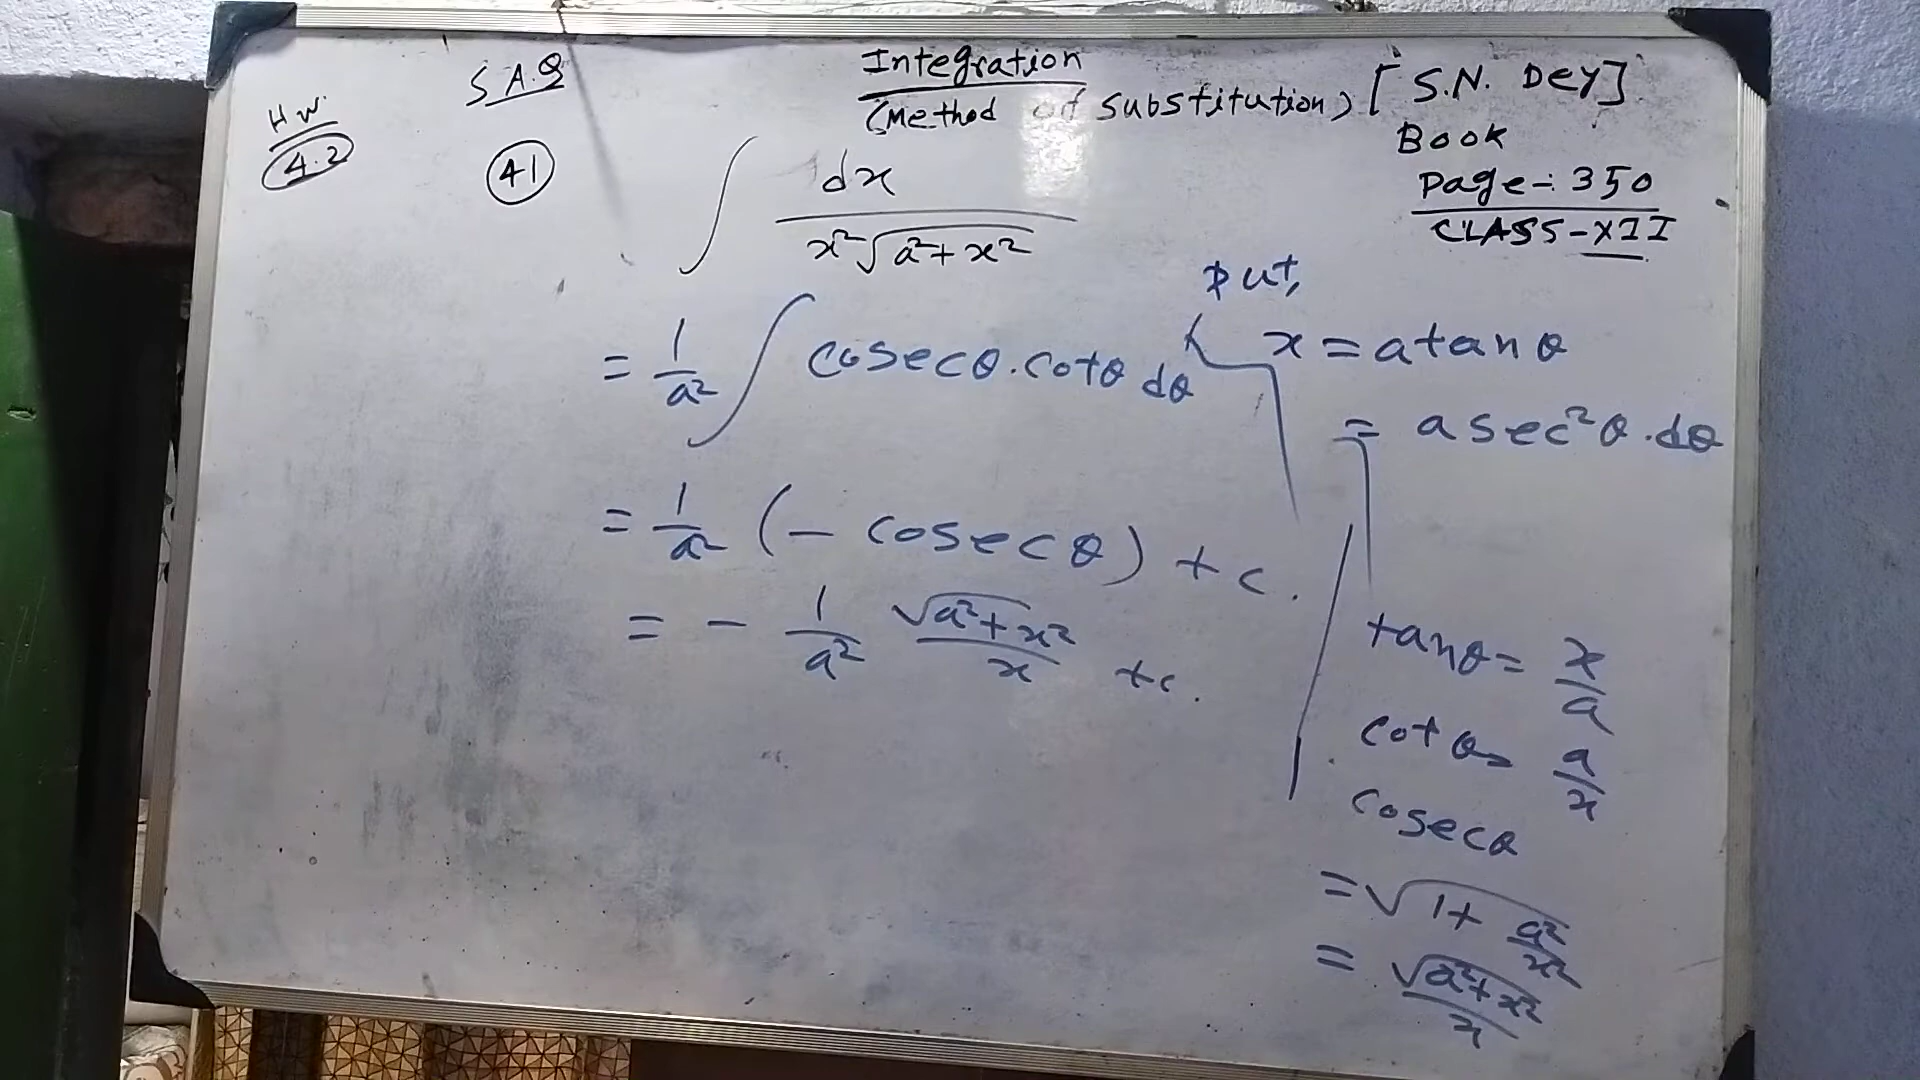 H.W.
4.2
S.A.Q
41
Integration
(Method of substitution) [S.N. Dey]
Book
Page-: 350
CLASS-XII
∫ dx / x²√a²+x²
put,
x = a tan θ
= a sec²θ.dθ
= 1/a² ∫ cosecθ.cotθ dθ
= 1/a² (- cosecθ) + c.
= - 1/a² √a²+x² / x + c.
tanθ = x/a
cotθ = a/x
cosecθ
= √1 + a²/x²
= √a²+x² / x